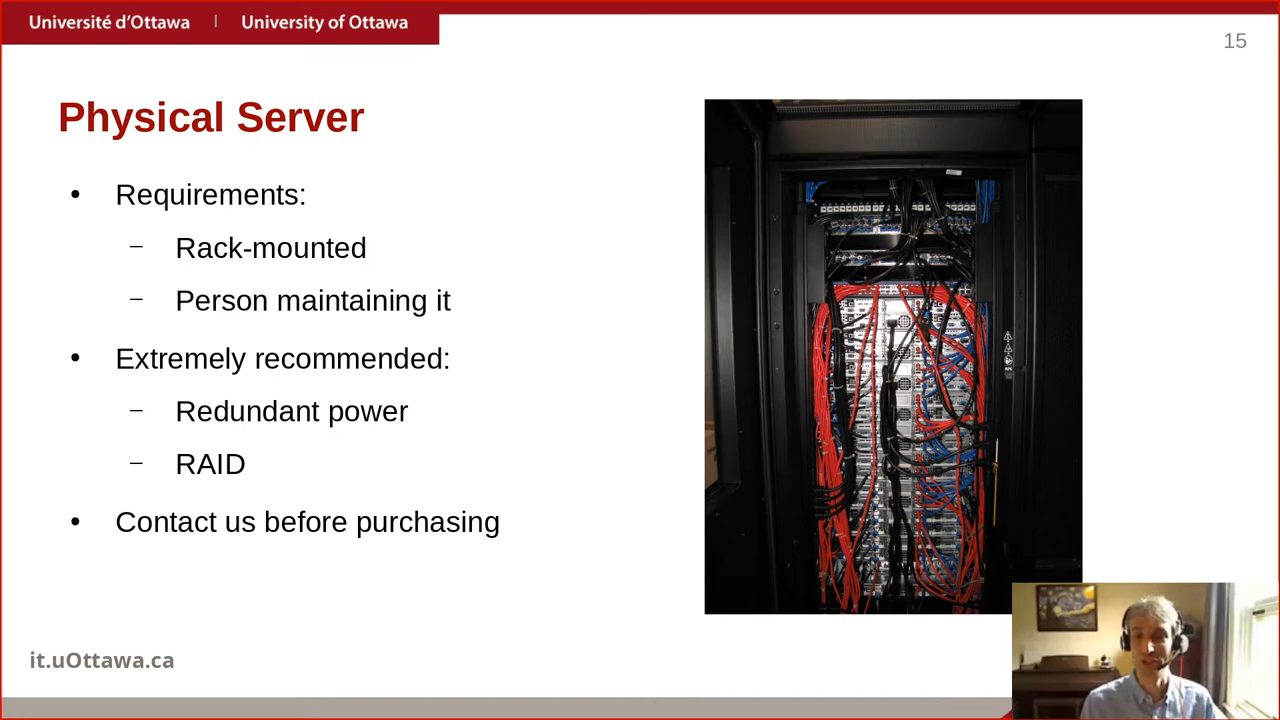 Université d'Ottawa | University of Ottawa
15
Physical Server
• Requirements:
– Rack-mounted
– Person maintaining it
• Extremely recommended:
– Redundant power
– RAID
• Contact us before purchasing
it.uOttawa.ca